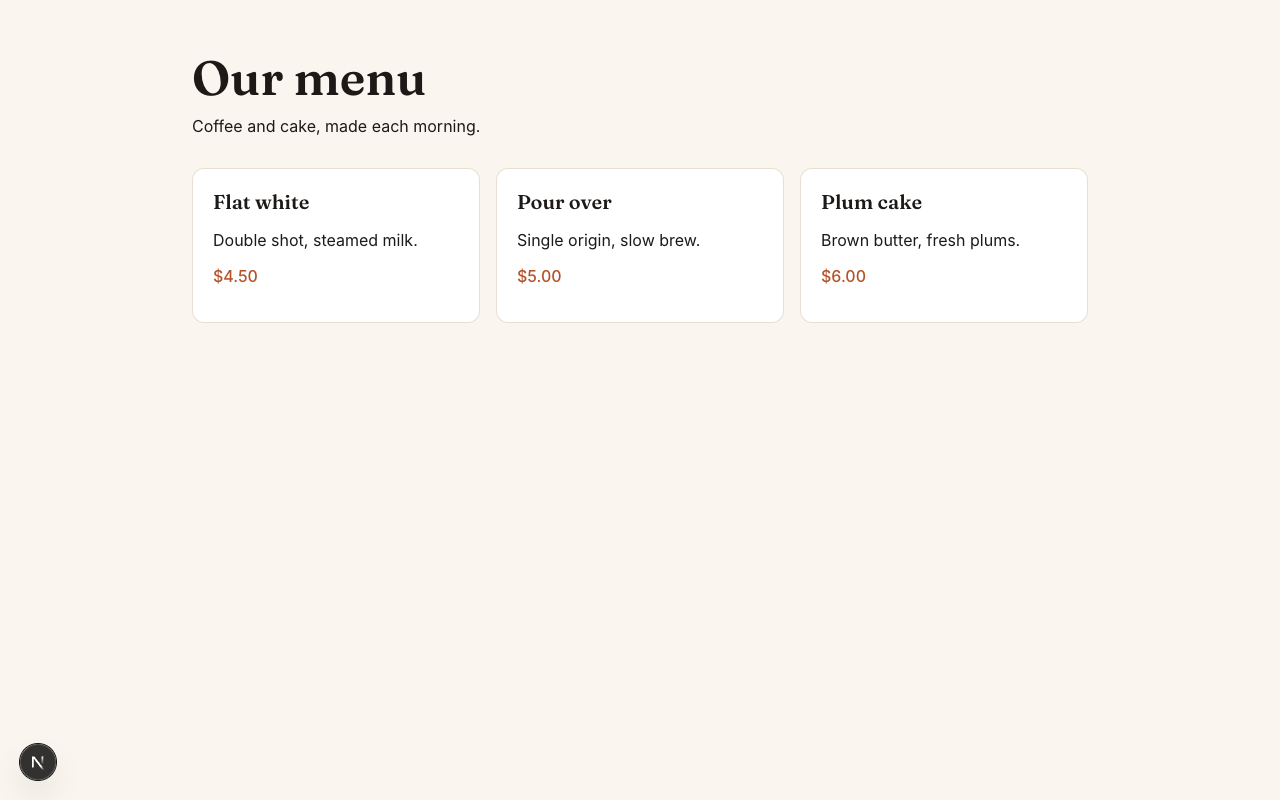 Our menu
Coffee and cake, made each morning.
Flat white
Double shot, steamed milk.
$4.50
Pour over
Single origin, slow brew.
$5.00
Plum cake
Brown butter, fresh plums.
$6.00
N